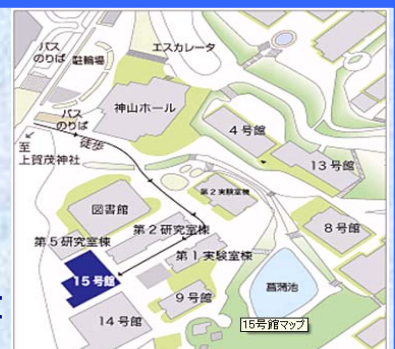 バス
のりば
駐輪場
エスカレータ
神山ホール
バス
のりば
徒歩
至
上賀茂神社
4号館
13号館
第2実験室棟
図書館
第2研究室棟
8号館
第5研究室棟
第1実験室棟
15号館
9号館
菖蒲池
14号館
15号館マップ